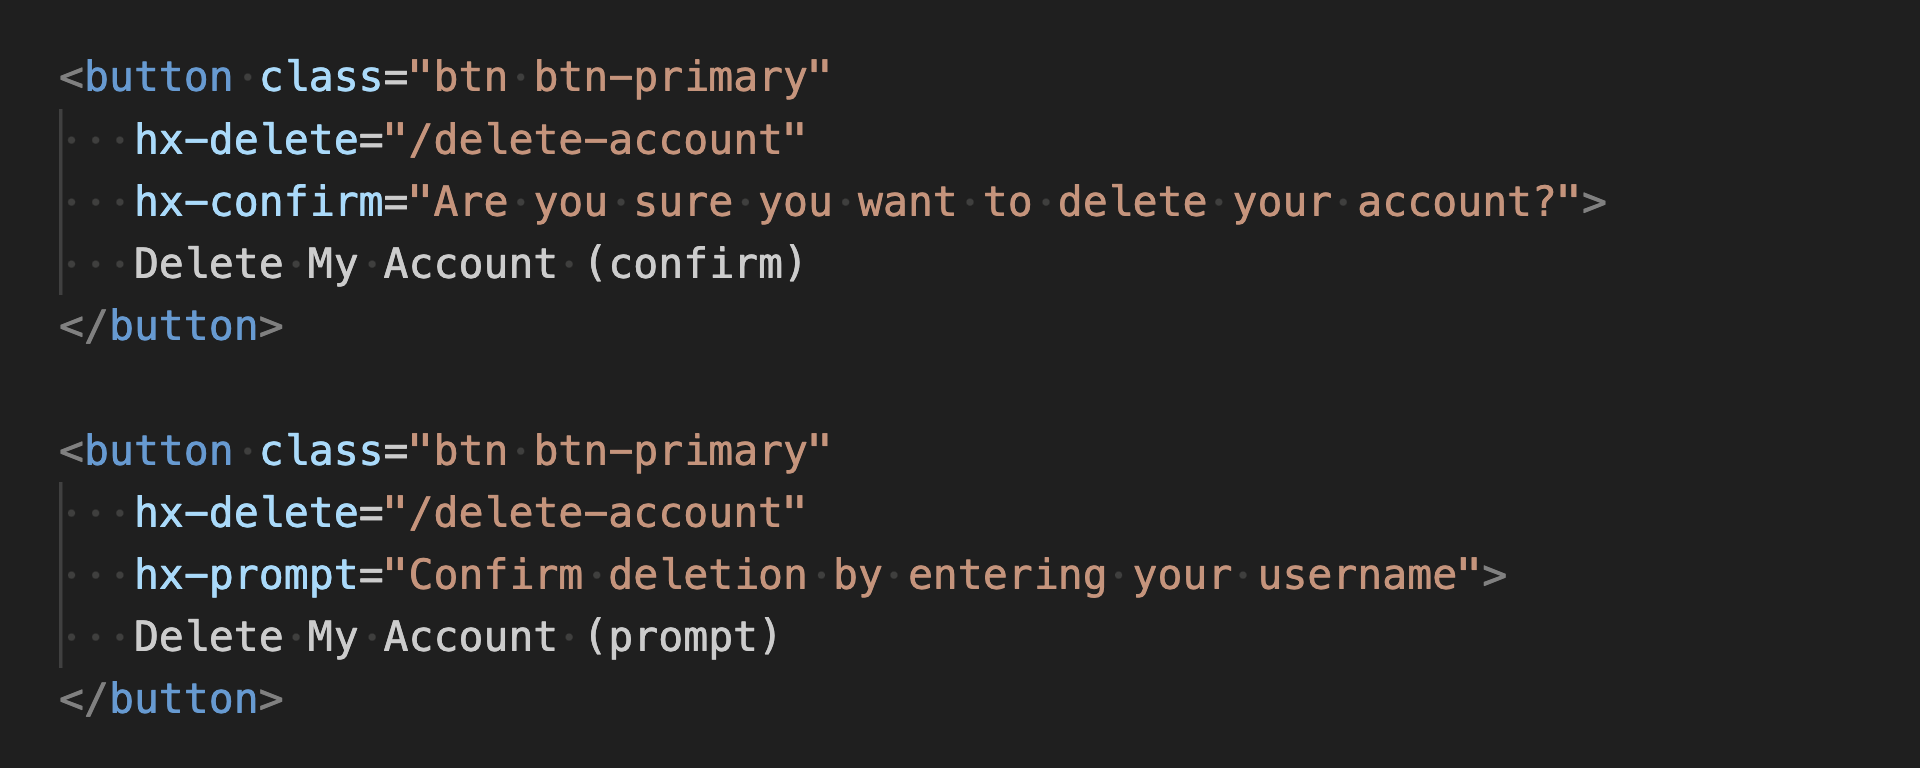 <button class="btn btn-primary"
    hx-delete="/delete-account"
    hx-confirm="Are you sure you want to delete your account?">
    Delete My Account (confirm)
</button>

<button class="btn btn-primary"
    hx-delete="/delete-account"
    hx-prompt="Confirm deletion by entering your username">
    Delete My Account (prompt)
</button>